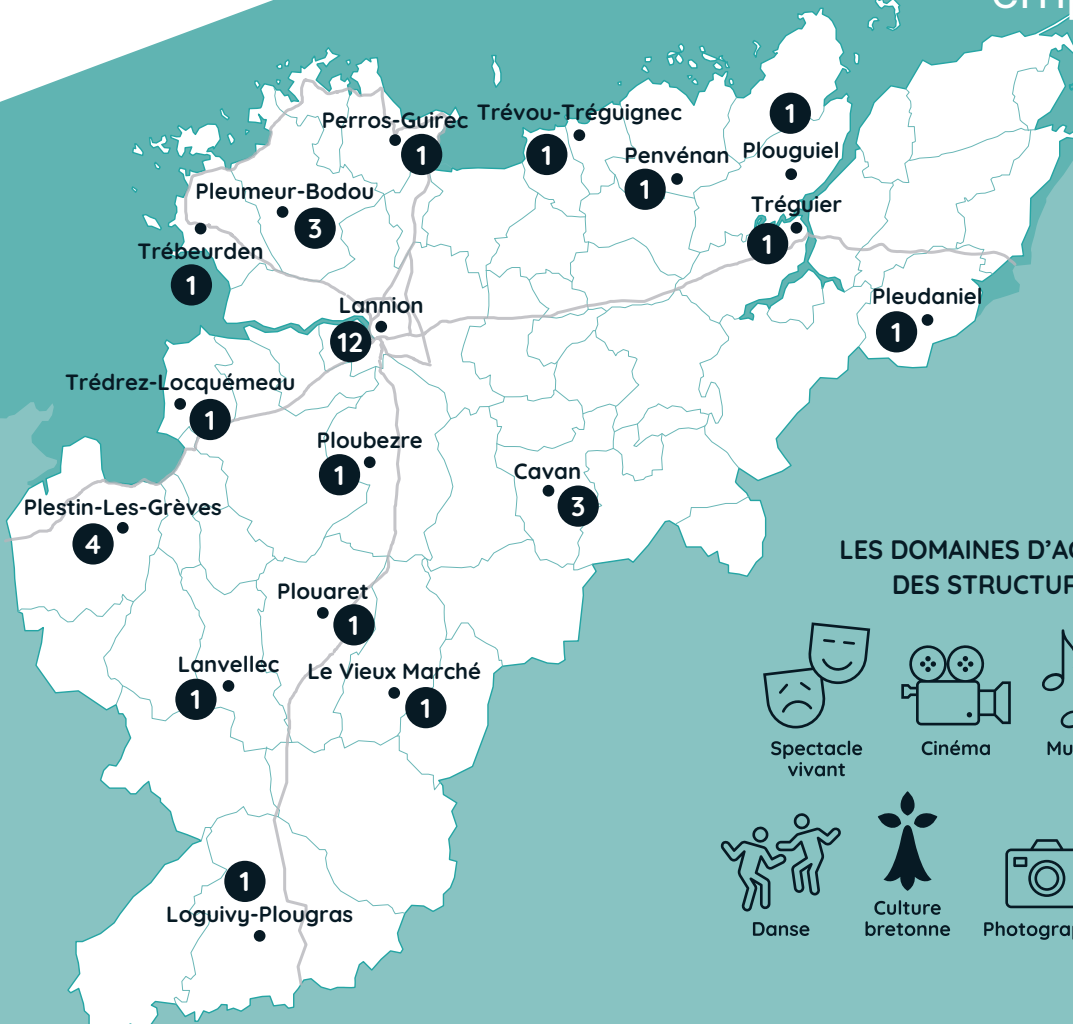 Perros-Guirec
1
Trévou-Tréguignec
1
Penvénan
1
1
Plouguiel
Pleumeur-Bodou
3
Tréguier
1
Trébeurden
1
Lannion
12
Pleudaniel
1
Trédrez-Locquémeau
1
Ploubezre
1
Cavan
3
Plestin-Les-Grèves
4
Plouaret
1
Lanvellec
1
Le Vieux Marché
1
1
Loguivy-Plougras
LES DOMAINES D'AC
DES STRUCTUR
Spectacle
vivant
Cinéma
Mu
Danse
Culture
bretonne
Photograp